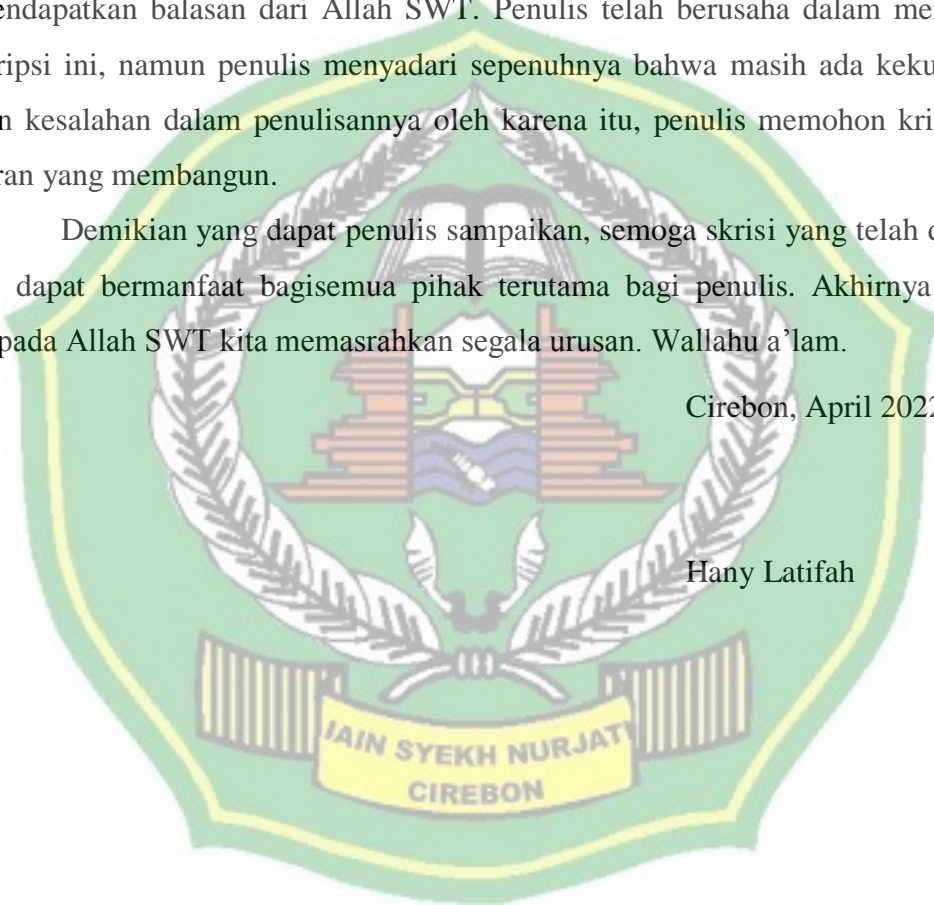 endapatkan balasan dari Allah SWT. Penulis telah berusaha dalam me
ripsi ini, namun penulis menyadari sepenuhnya bahwa masih ada keku
n kesalahan dalam penulisannya oleh karena itu, penulis memohon kri
ran yang membangun.
Demikian yang dapat penulis sampaikan, semoga skrisi yang telah d
dapat bermanfaat bagisemua pihak terutama bagi penulis. Akhirnya
pada Allah SWT kita memasrahkan segala urusan. Wallahu a’lam.
Cirebon, April 2022
Hany Latifah
IAIN SYEKH NURJATI
CIREBON